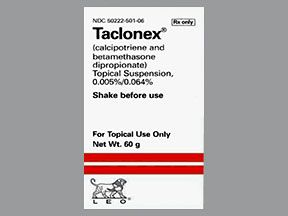 NDC 50222-501-06
Rx only
Taclonex®
(calcipotriene and
betamethasone
dipropionate)
Topical Suspension,
0.005%/0.064%
Shake before use
For Topical Use Only
Net Wt. 60 g
L E O